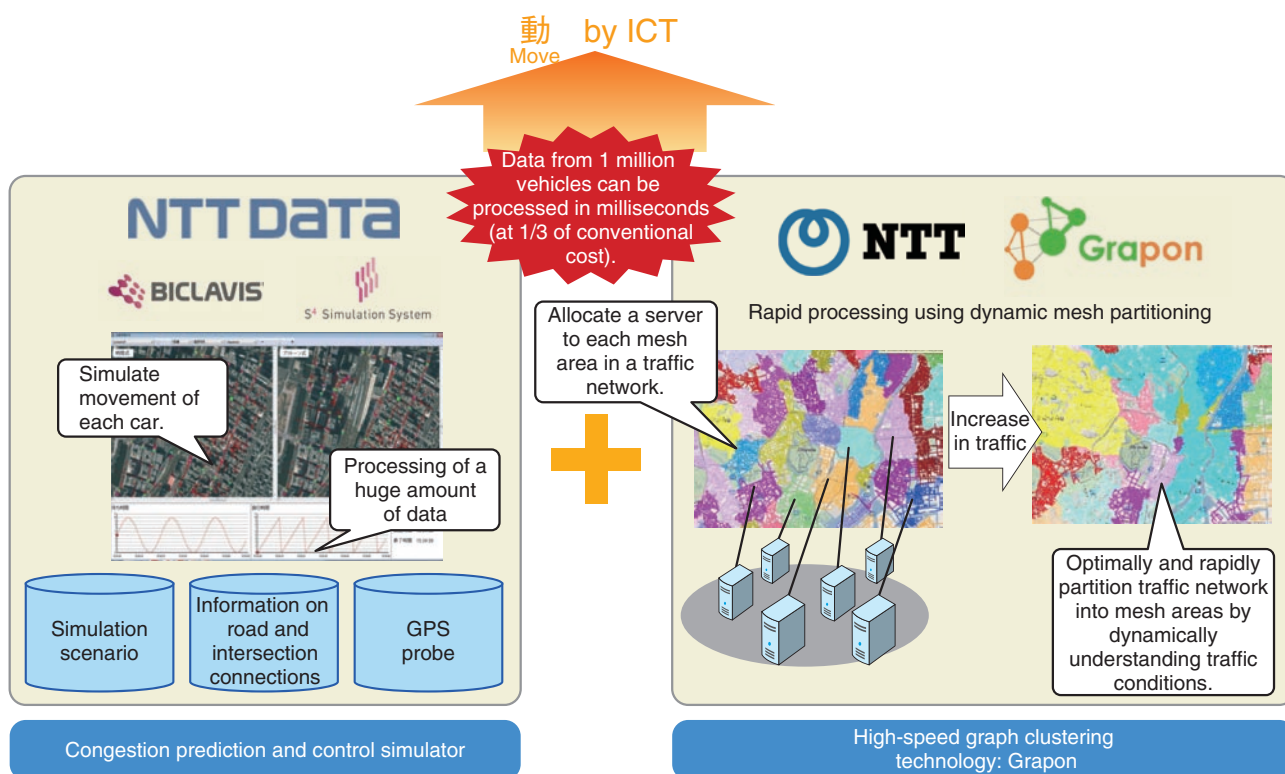 動 by ICT
Move
Data from 1 million
vehicles can be
processed in milliseconds
(at 1/3 of conventional
cost).
NTT DATA
BICLAVIS
S4 Simulation System
Simulate
movement of
each car.
Processing of a
huge amount
of data
Simulation
scenario
Information on
road and
intersection
connections
GPS
probe
Congestion prediction and control simulator
NTT
Grapon
Rapid processing using dynamic mesh partitioning
Allocate a server
to each mesh
area in a traffic
network.
Increase
in traffic
Optimally and rapidly
partition traffic network
into mesh areas by
dynamically
understanding traffic
conditions.
High-speed graph clustering
technology: Grapon